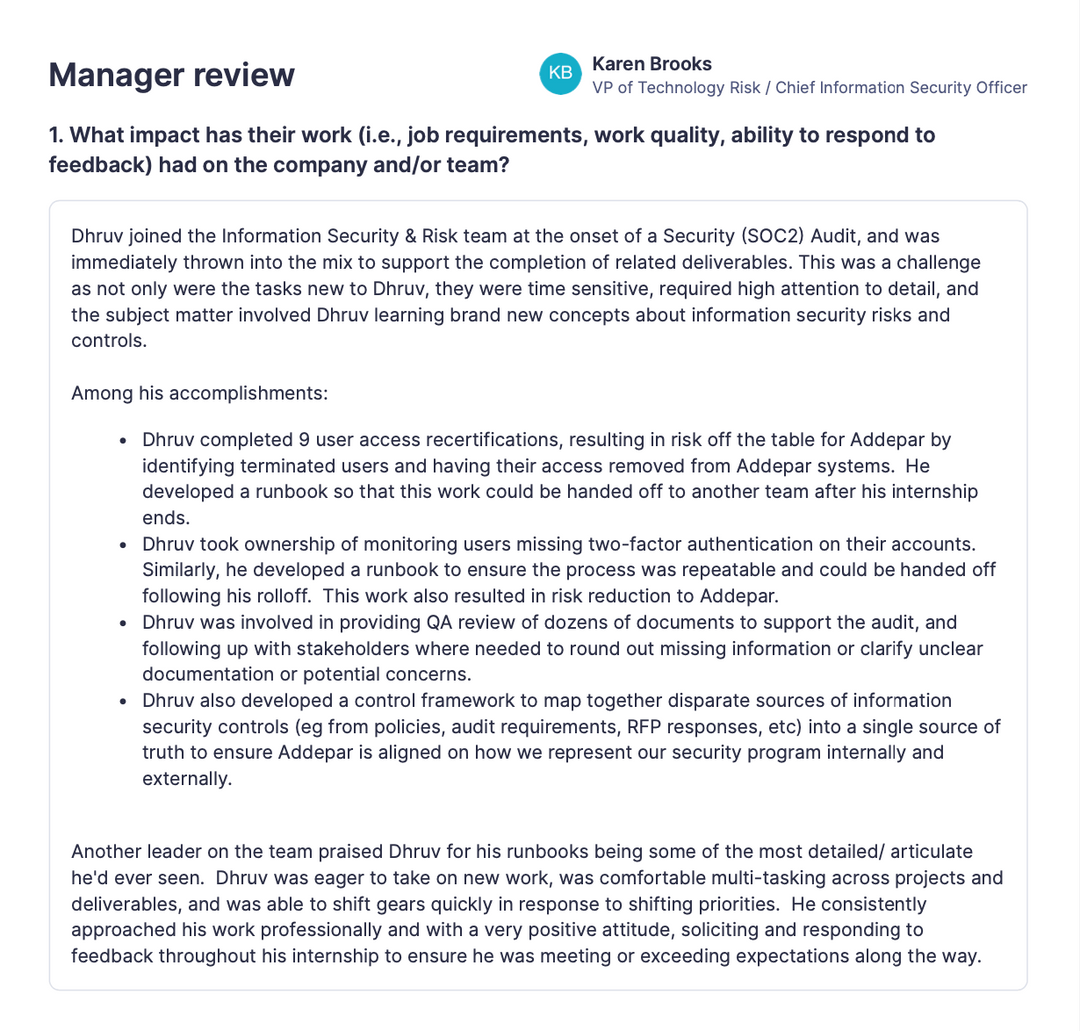 Manager review
KB
Karen Brooks
VP of Technology Risk / Chief Information Security Officer
1. What impact has their work (i.e., job requirements, work quality, ability to respond to
feedback) had on the company and/or team?
Dhruv joined the Information Security & Risk team at the onset of a Security (SOC2) Audit, and was
immediately thrown into the mix to support the completion of related deliverables. This was a challenge
as not only were the tasks new to Dhruv, they were time sensitive, required high attention to detail, and
the subject matter involved Dhruv learning brand new concepts about information security risks and
controls.
Among his accomplishments:
• Dhruv completed 9 user access recertifications, resulting in risk off the table for Addepar by
identifying terminated users and having their access removed from Addepar systems.  He
developed a runbook so that this work could be handed off to another team after his internship
ends.
• Dhruv took ownership of monitoring users missing two-factor authentication on their accounts.
Similarly, he developed a runbook to ensure the process was repeatable and could be handed off
following his rolloff.  This work also resulted in risk reduction to Addepar.
• Dhruv was involved in providing QA review of dozens of documents to support the audit, and
following up with stakeholders where needed to round out missing information or clarify unclear
documentation or potential concerns.
• Dhruv also developed a control framework to map together disparate sources of information
security controls (eg from policies, audit requirements, RFP responses, etc) into a single source of
truth to ensure Addepar is aligned on how we represent our security program internally and
externally.
Another leader on the team praised Dhruv for his runbooks being some of the most detailed/ articulate
he'd ever seen.  Dhruv was eager to take on new work, was comfortable multi-tasking across projects and
deliverables, and was able to shift gears quickly in response to shifting priorities.  He consistently
approached his work professionally and with a very positive attitude, soliciting and responding to
feedback throughout his internship to ensure he was meeting or exceeding expectations along the way.